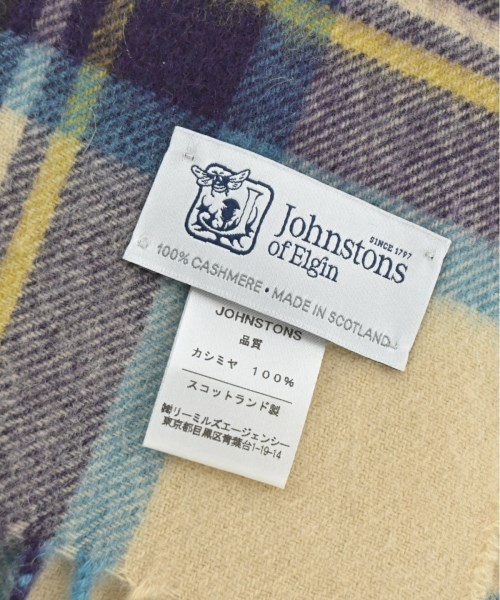 Johnstons
of Elgin
SINCE 1797
100% CASHMERE • MADE IN SCOTLAND
JOHNSTONS
品質
カシミヤ 100%
スコットランド製
㈱リーミルズエージェンシー
東京都目黒区青葉台1-19-14